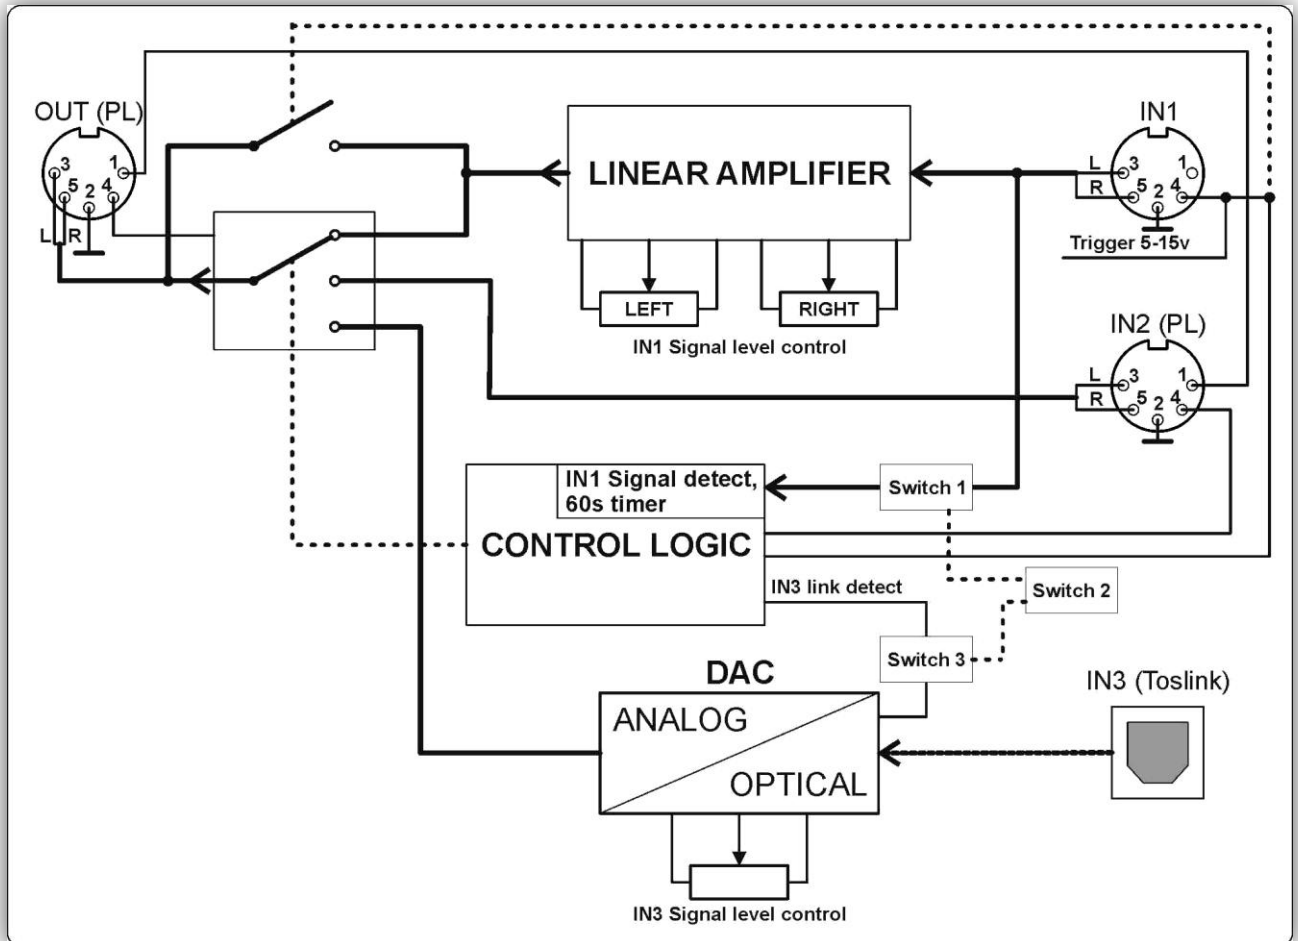 OUT (PL)
3
1
5
2
4
L
R
LINEAR AMPLIFIER
LEFT
RIGHT
IN1 Signal level control
IN1
L
3
1
R
5
2
4
Trigger 5-15v
IN2 (PL)
L
3
1
R
5
2
4
IN1 Signal detect,
60s timer
CONTROL LOGIC
Switch 1
IN3 link detect
Switch 2
Switch 3
DAC
ANALOG
OPTICAL
IN3 (Toslink)
IN3 Signal level control